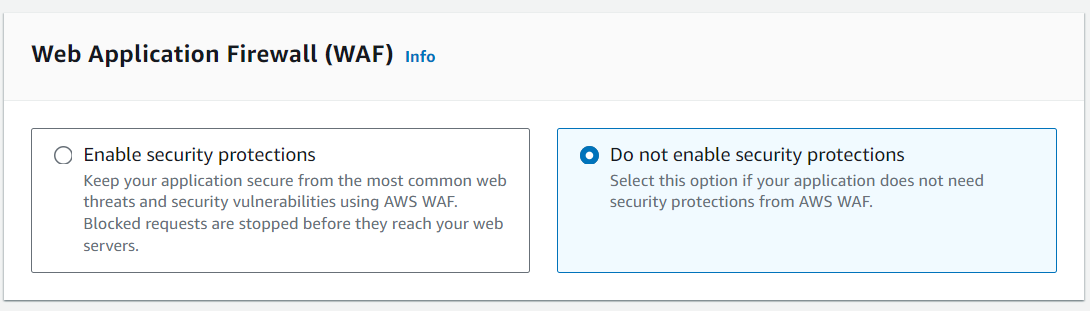 Web Application Firewall (WAF) Info
Enable security protections
Keep your application secure from the most common web
threats and security vulnerabilities using AWS WAF.
Blocked requests are stopped before they reach your web
servers.
Do not enable security protections
Select this option if your application does not need
security protections from AWS WAF.